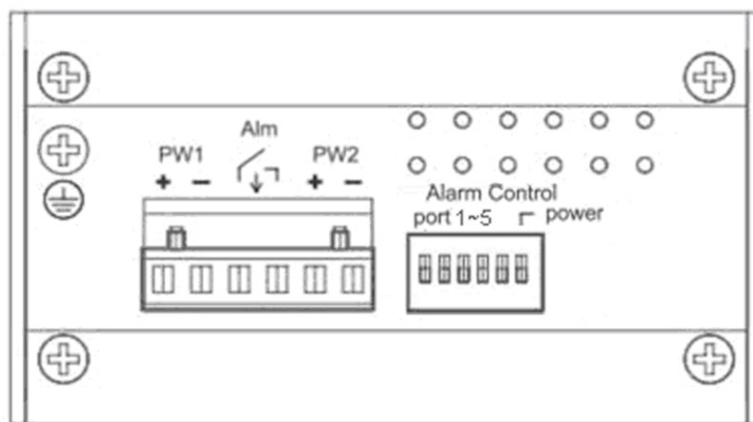 Alm
PW1 PW2
+ − + −
Alarm Control
port 1~5 power